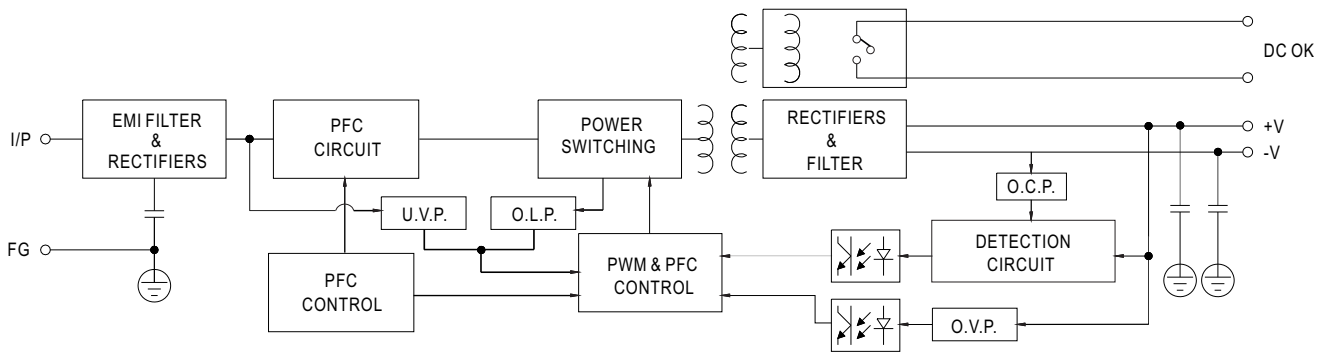 DC OK
I/P
EMI FILTER
&
RECTIFIERS
PFC
CIRCUIT
POWER
SWITCHING
RECTIFIERS
&
FILTER
+V
-V
U.V.P.
O.L.P.
O.C.P.
FG
PFC
CONTROL
PWM & PFC
CONTROL
DETECTION
CIRCUIT
O.V.P.